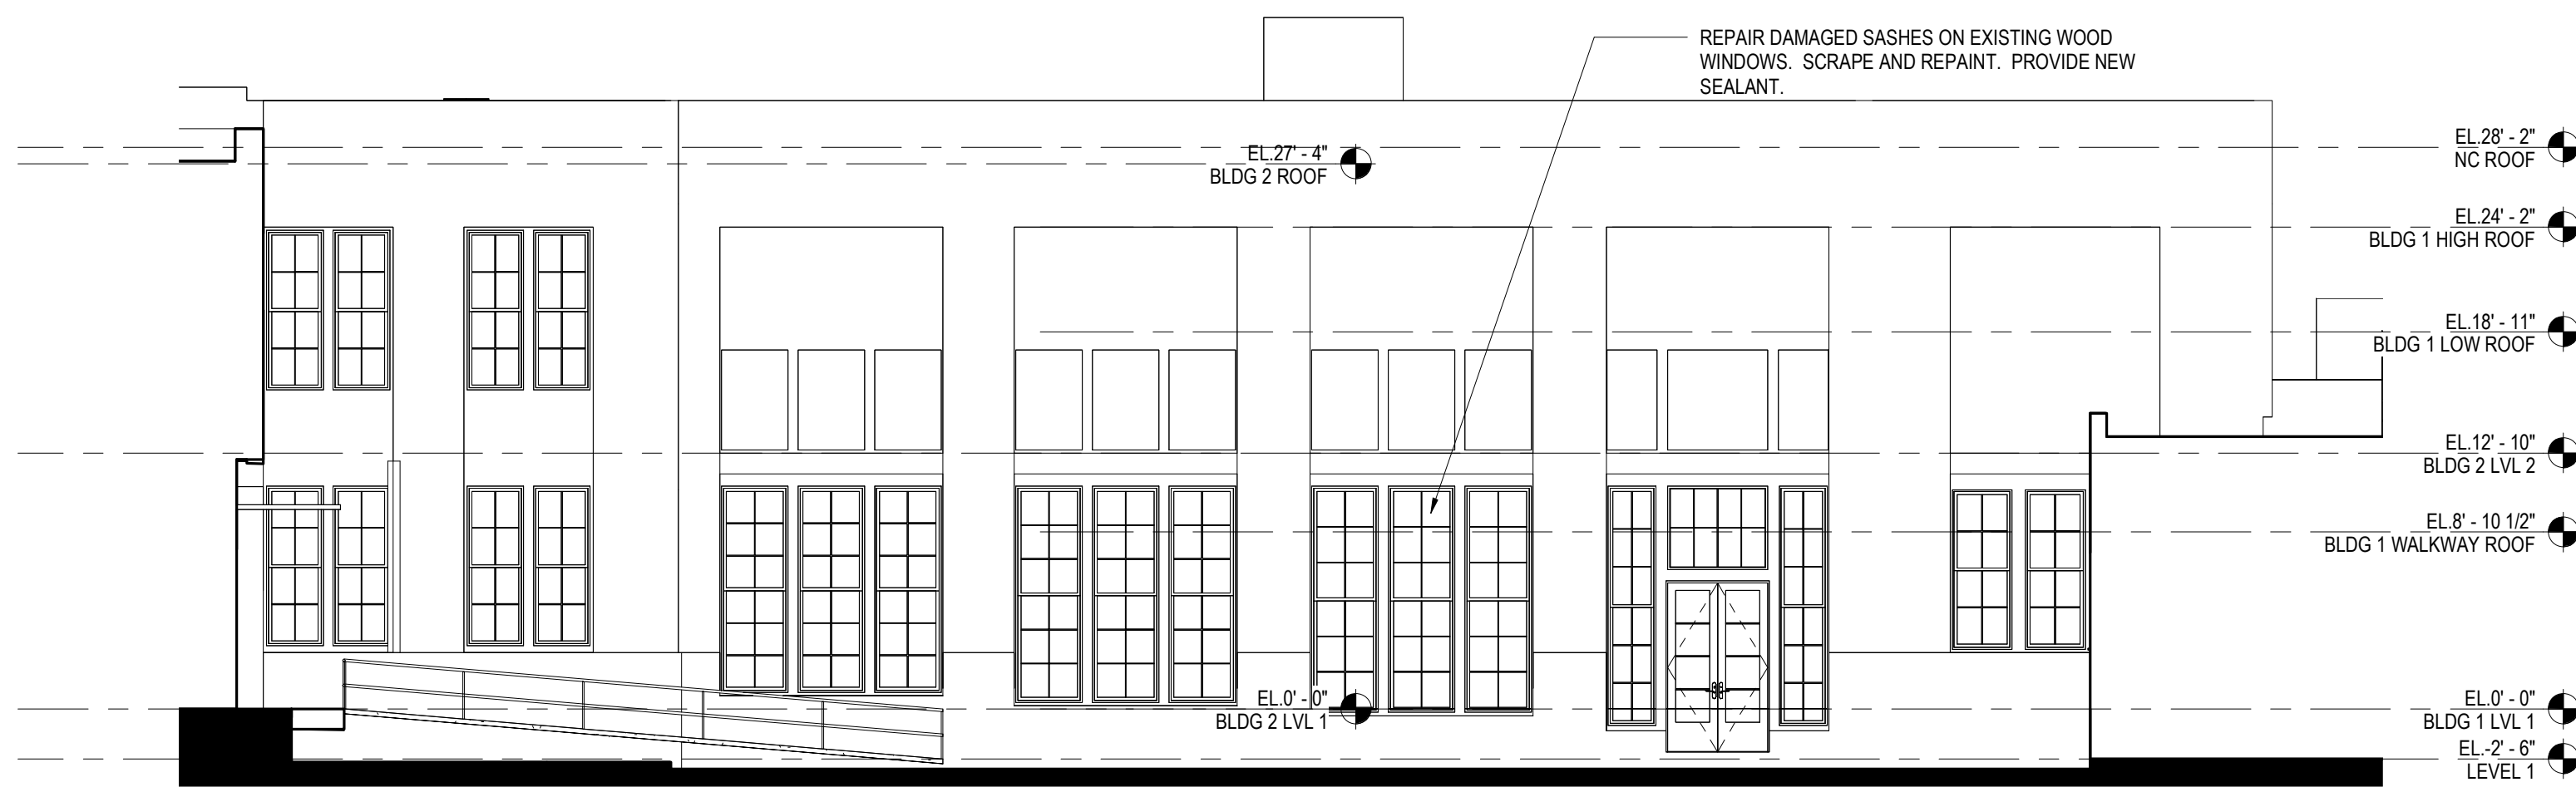 REPAIR DAMAGED SASHES ON EXISTING WOOD
WINDOWS. SCRAPE AND REPAINT. PROVIDE NEW
SEALANT.
EL.27' - 4"
BLDG 2 ROOF
EL.28' - 2"
NC ROOF
EL.24' - 2"
BLDG 1 HIGH ROOF
EL.18' - 11"
BLDG 1 LOW ROOF
EL.12' - 10"
BLDG 2 LVL 2
EL.8' - 10 1/2"
BLDG 1 WALKWAY ROOF
EL.0' - 0"
BLDG 2 LVL 1
EL.0' - 0"
BLDG 1 LVL 1
EL.-2' - 6"
LEVEL 1